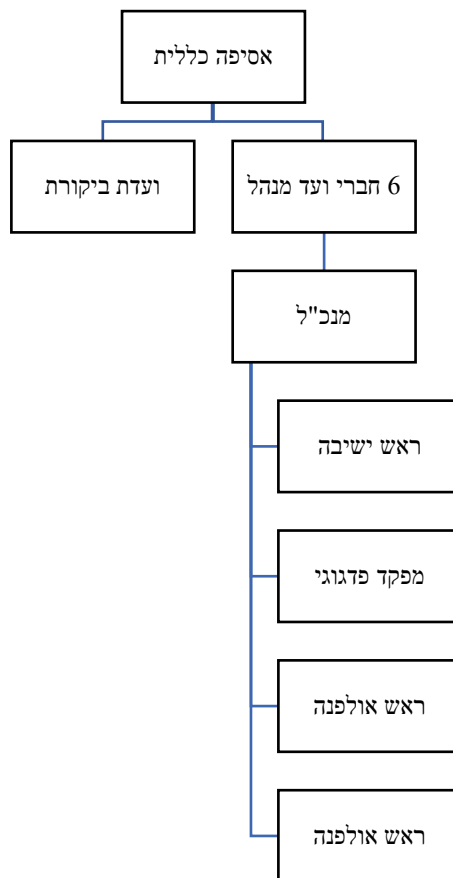 אסיפה כללית
6 חברי ועד מנהל
ועדת ביקורת
מנכ"ל
ראש ישיבה
מפקד פדגוגי
ראש אולפנה
ראש אולפנה